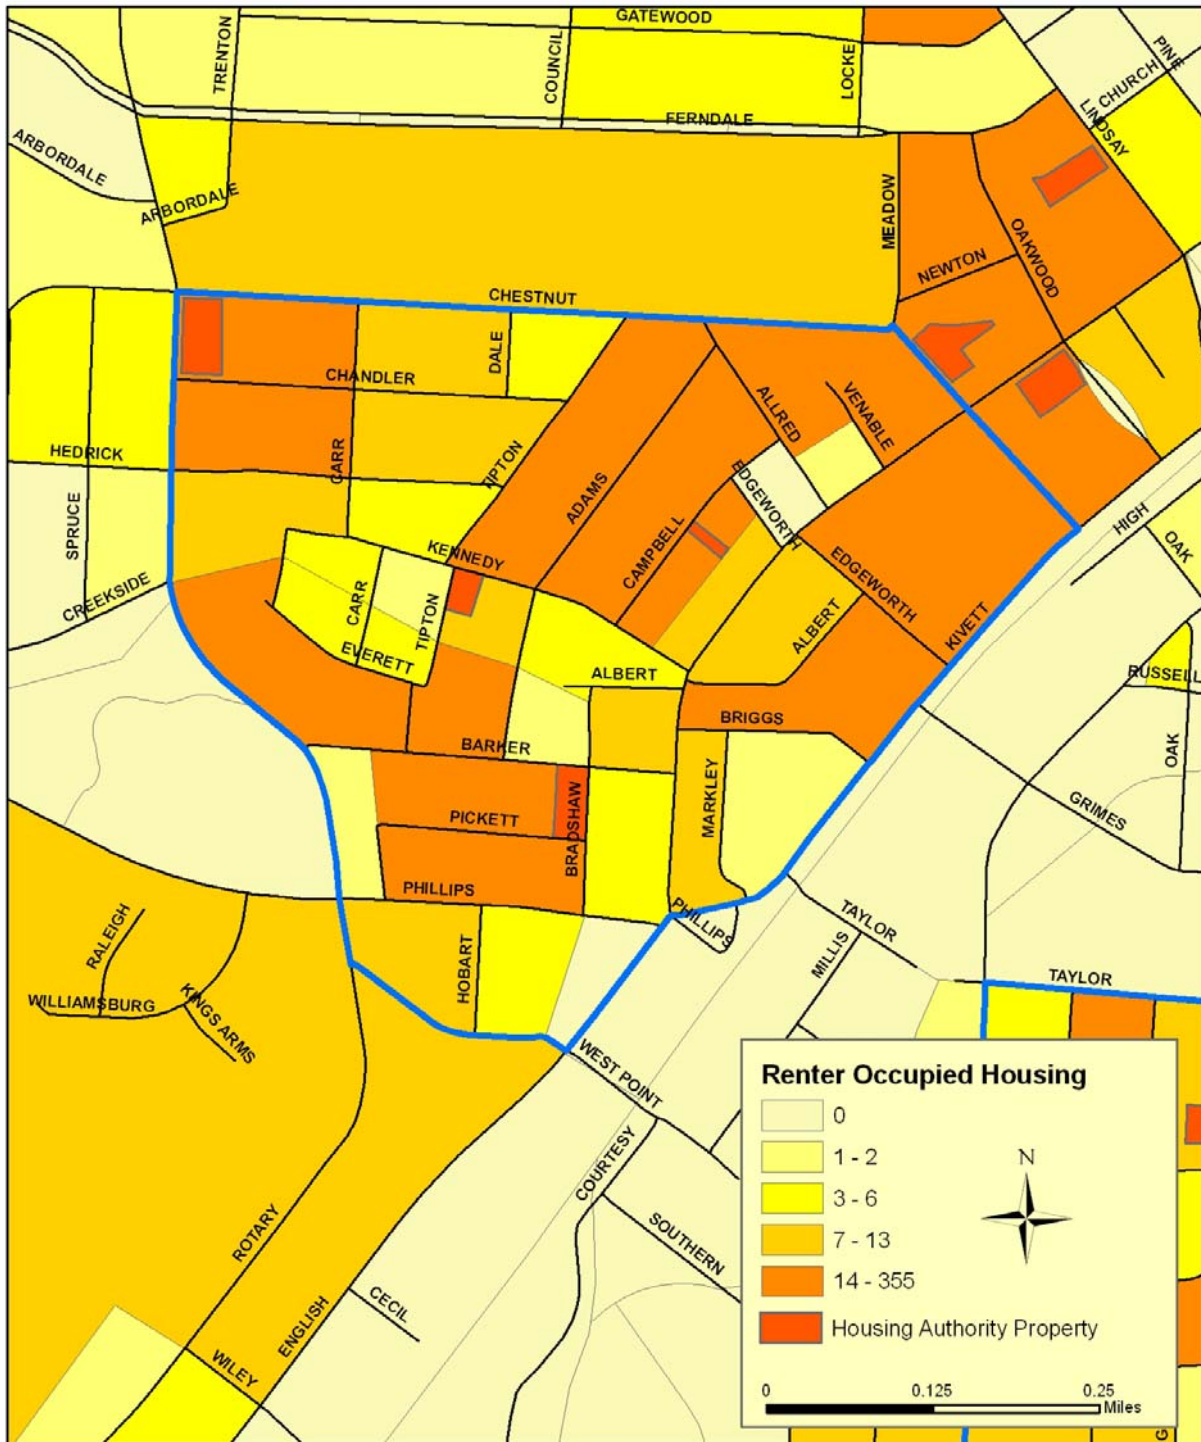 GATEWOOD
TRENTON
COUNCIL
LOCKE
PINE
CHURCH
LINDSAY
FERNDALE
ARBORDALE
ARBORDALE
MEADOW
OAKWOOD
NEWTON
CHESTNUT
DALE
CHANDLER
ALLRED
VENABLE
HEDRICK
CARR
TIPTON
ADAMS
EDGEWORTH
SPRUCE
HIGH
OAK
CAMPBELL
KENNEDY
EDGEWORTH
CREEKSIDE
CARR
TIPTON
ALBERT
KIVETT
EVERETT
ALBERT
RUSSELL
BRIGGS
BARKER
OAK
MARKLEY
GRIMES
PICKETT
BRADSHAW
PHILLIPS
PHILLIPS
TAYLOR
RALEIGH
MILLIS
HOBART
TAYLOR
WILLIAMSBURG
KINGS ARMS
WEST POINT
COURTESY
ROTARY
SOUTHERN
ENGLISH
CECIL
WILEY
Renter Occupied Housing
0
1 - 2
3 - 6
7 - 13
14 - 355
Housing Authority Property
N
0 0.125 0.25
Miles
G